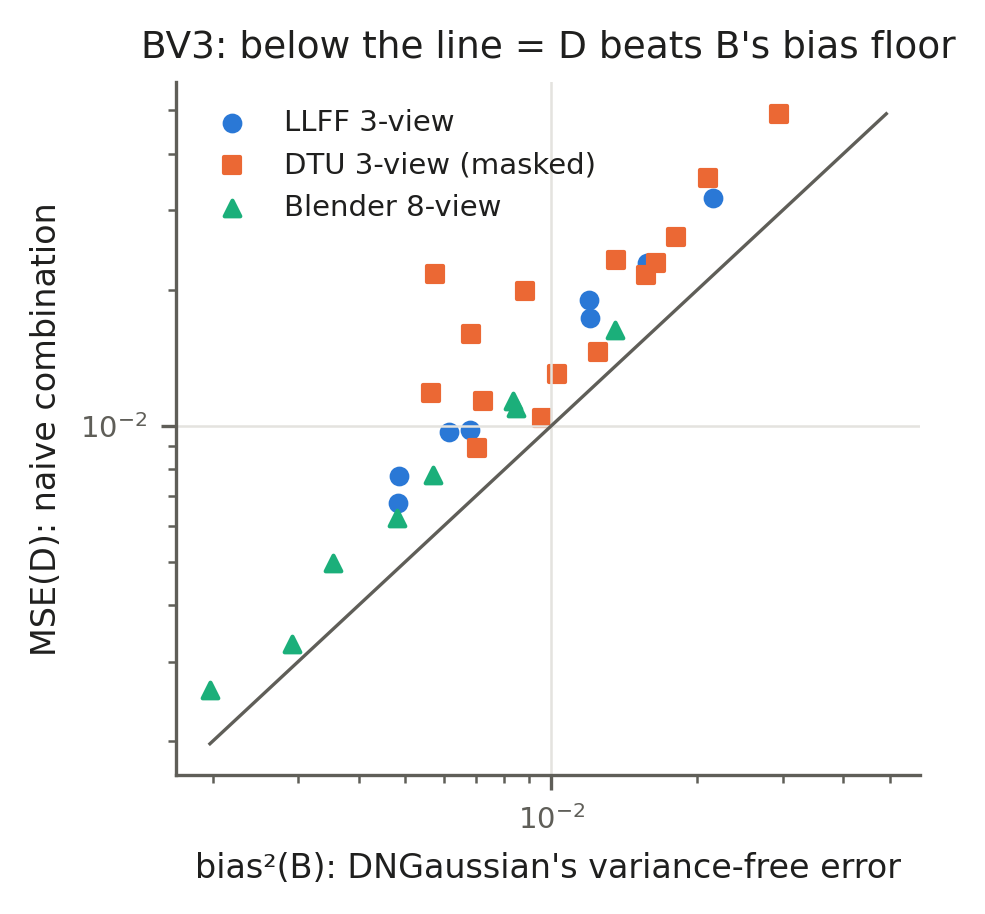 BV3: below the line = D beats B's bias floor
LLFF 3-view
DTU 3-view (masked)
Blender 8-view
MSE(D): naive combination
10⁻²
10⁻²
bias²(B): DNGaussian's variance-free error